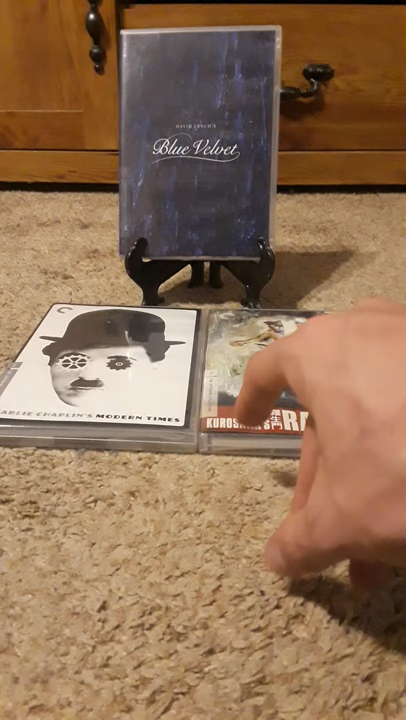 DAVID LYNCH'S
Blue Velvet
ARLIE CHAPLIN'S MODERN TIMES
KUROSAWA'S